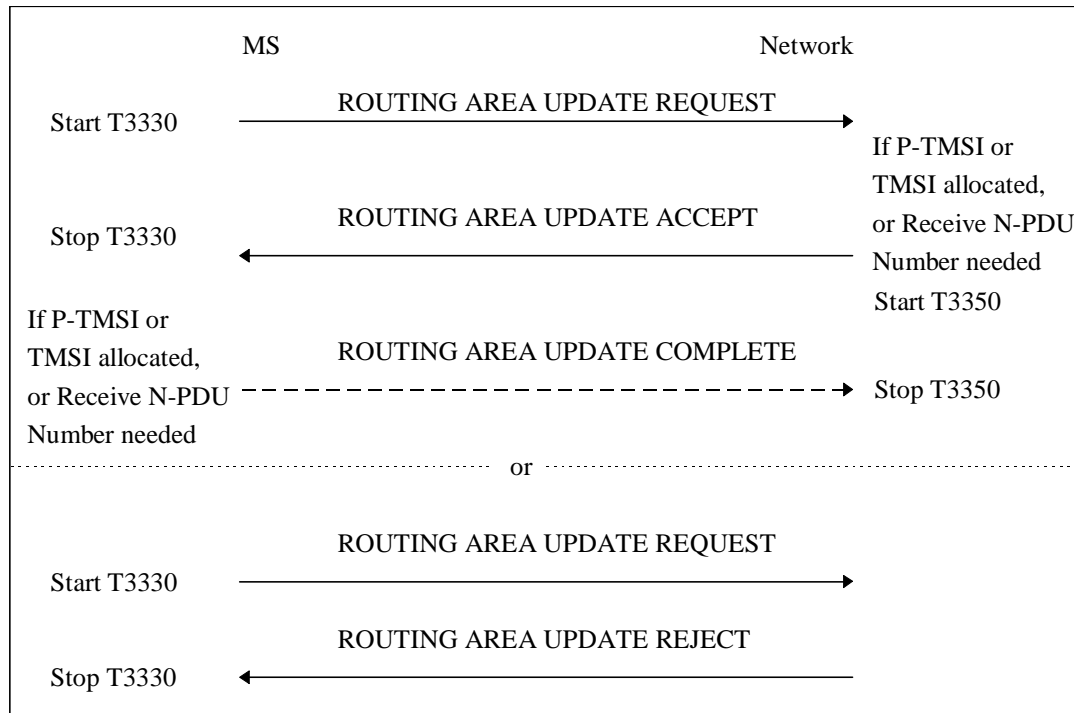 MS
Network
ROUTING AREA UPDATE REQUEST
Start T3330
If P-TMSI or
TMSI allocated,
or Receive N-PDU
Number needed
Start T3350
ROUTING AREA UPDATE ACCEPT
Stop T3330
If P-TMSI or
TMSI allocated,
or Receive N-PDU
Number needed
ROUTING AREA UPDATE COMPLETE
Stop T3350
or
ROUTING AREA UPDATE REQUEST
Start T3330
ROUTING AREA UPDATE REJECT
Stop T3330